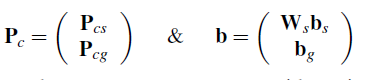 P_c = ( P_cs P_cg ) & b = ( W_s b_s b_g )